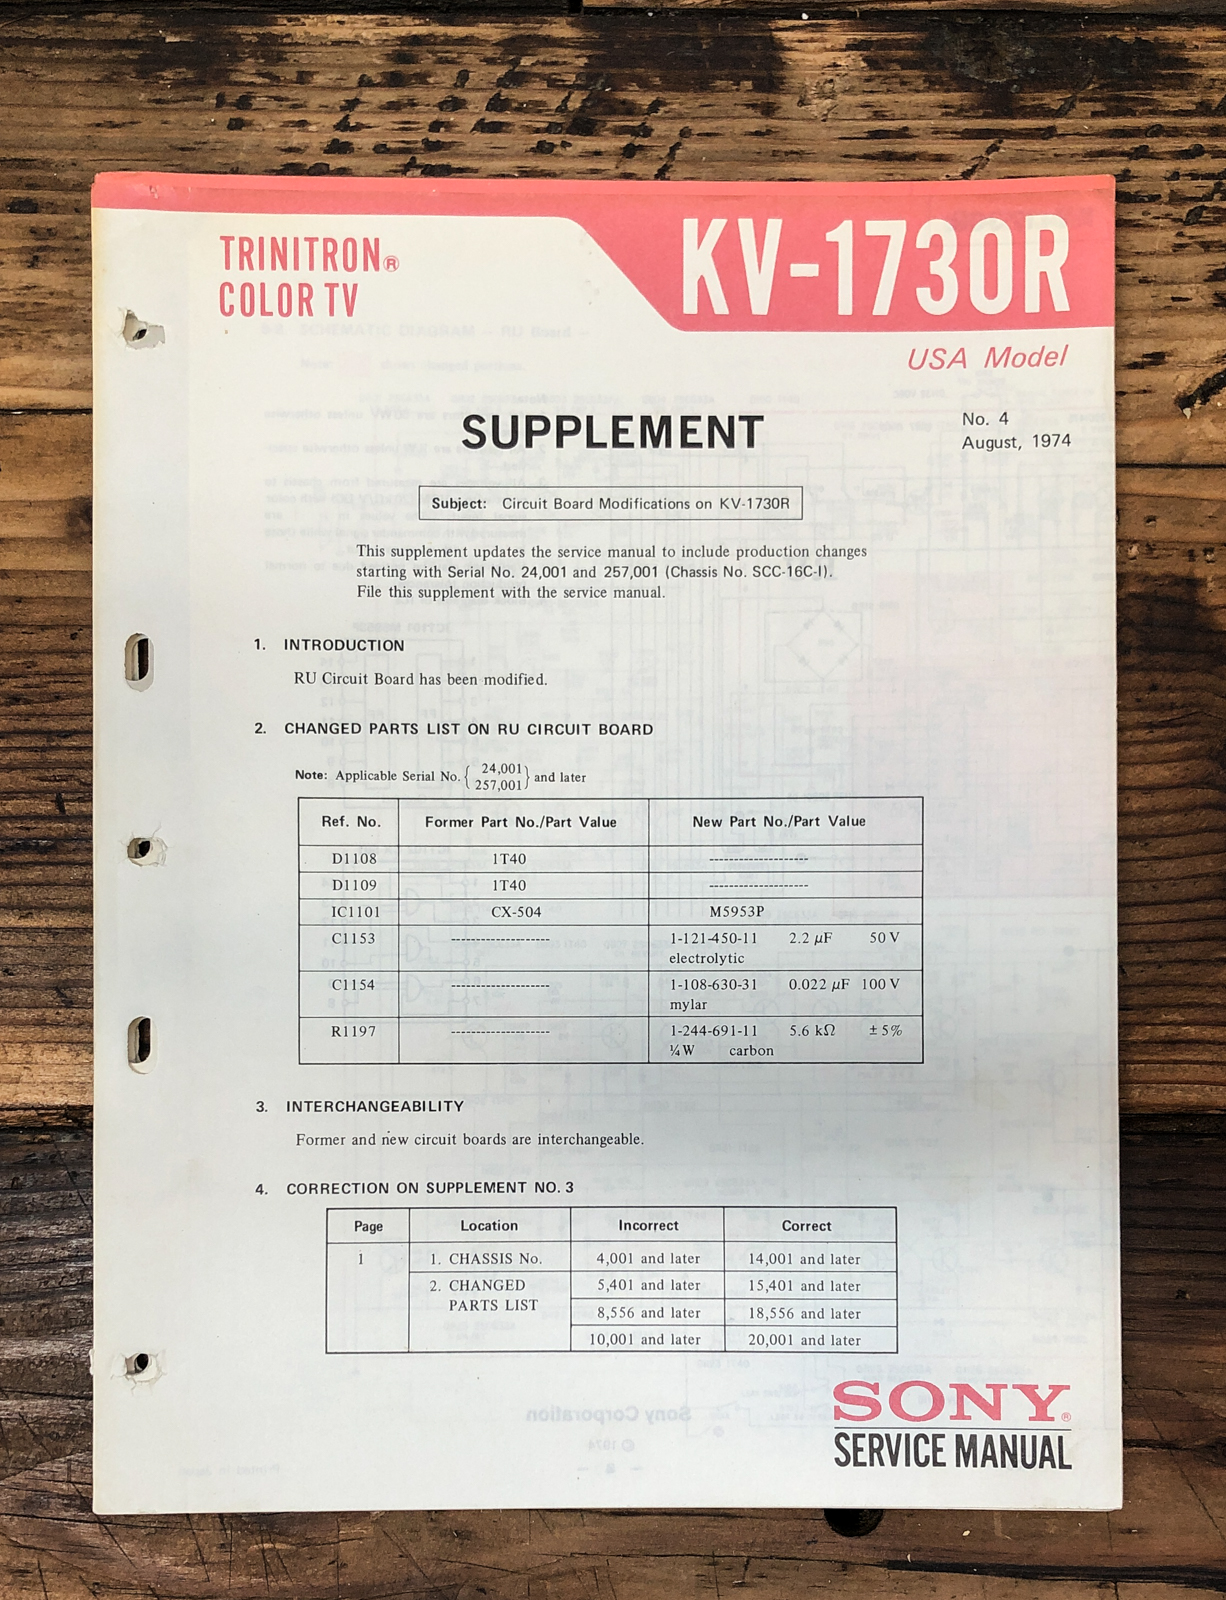 TRINITRON®
COLOR TV
KV-1730R
USA Model
SUPPLEMENT
No. 4
August, 1974
Subject: Circuit Board Modifications on KV-1730R
This supplement updates the service manual to include production changes
starting with Serial No. 24,001 and 257,001 (Chassis No. SCC-16C-I).
File this supplement with the service manual.
1. INTRODUCTION
RU Circuit Board has been modified.
2. CHANGED PARTS LIST ON RU CIRCUIT BOARD
Note: Applicable Serial No. { 24,001 257,001 } and later
Ref. No. Former Part No./Part Value New Part No./Part Value
D1108 1T40 --------------------
D1109 1T40 --------------------
IC1101 CX-504 M5953P
C1153 -------------------- 1-121-450-11 2.2 μF 50 V
electrolytic
C1154 -------------------- 1-108-630-31 0.022 μF 100 V
mylar
R1197 -------------------- 1-244-691-11 5.6 kΩ ± 5%
¼W carbon
3. INTERCHANGEABILITY
Former and new circuit boards are interchangeable.
4. CORRECTION ON SUPPLEMENT NO. 3
Page Location Incorrect Correct
1 1. CHASSIS No. 4,001 and later 14,001 and later
2. CHANGED 5,401 and later 15,401 and later
PARTS LIST 8,556 and later 18,556 and later
10,001 and later 20,001 and later
SONY®
SERVICE MANUAL
Sony Corporation
© 1974